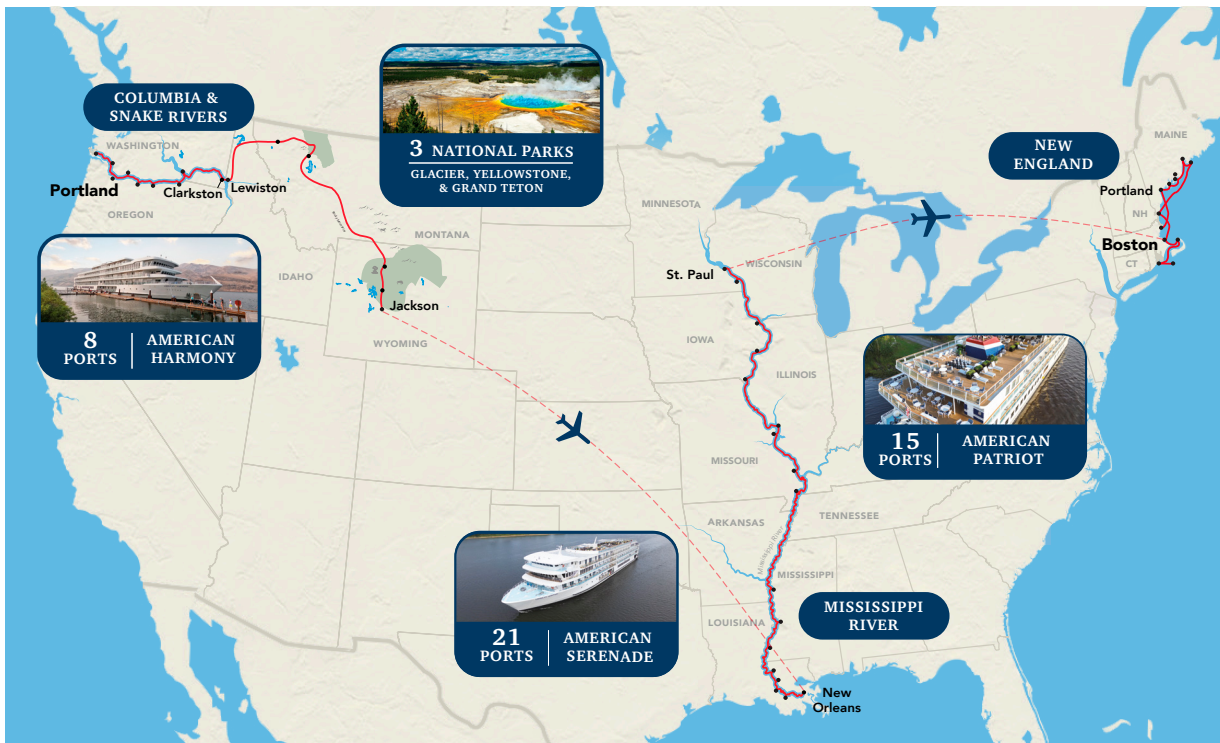 COLUMBIA &
SNAKE RIVERS
WASHINGTON
Portland
Clarkston
Lewiston
OREGON
3 NATIONAL PARKS
GLACIER, YELLOWSTONE,
& GRAND TETON
MONTANA
IDAHO
Jackson
WYOMING
8
PORTS
AMERICAN
HARMONY
MINNESOTA
St. Paul
WISCONSIN
IOWA
ILLINOIS
MISSOURI
ARKANSAS
TENNESSEE
Mississippi River
MISSISSIPPI
LOUISIANA
MISSISSIPPI
RIVER
New
Orleans
21
PORTS
AMERICAN
SERENADE
15
PORTS
AMERICAN
PATRIOT
NEW
ENGLAND
MAINE
Portland
NH
Boston
CT